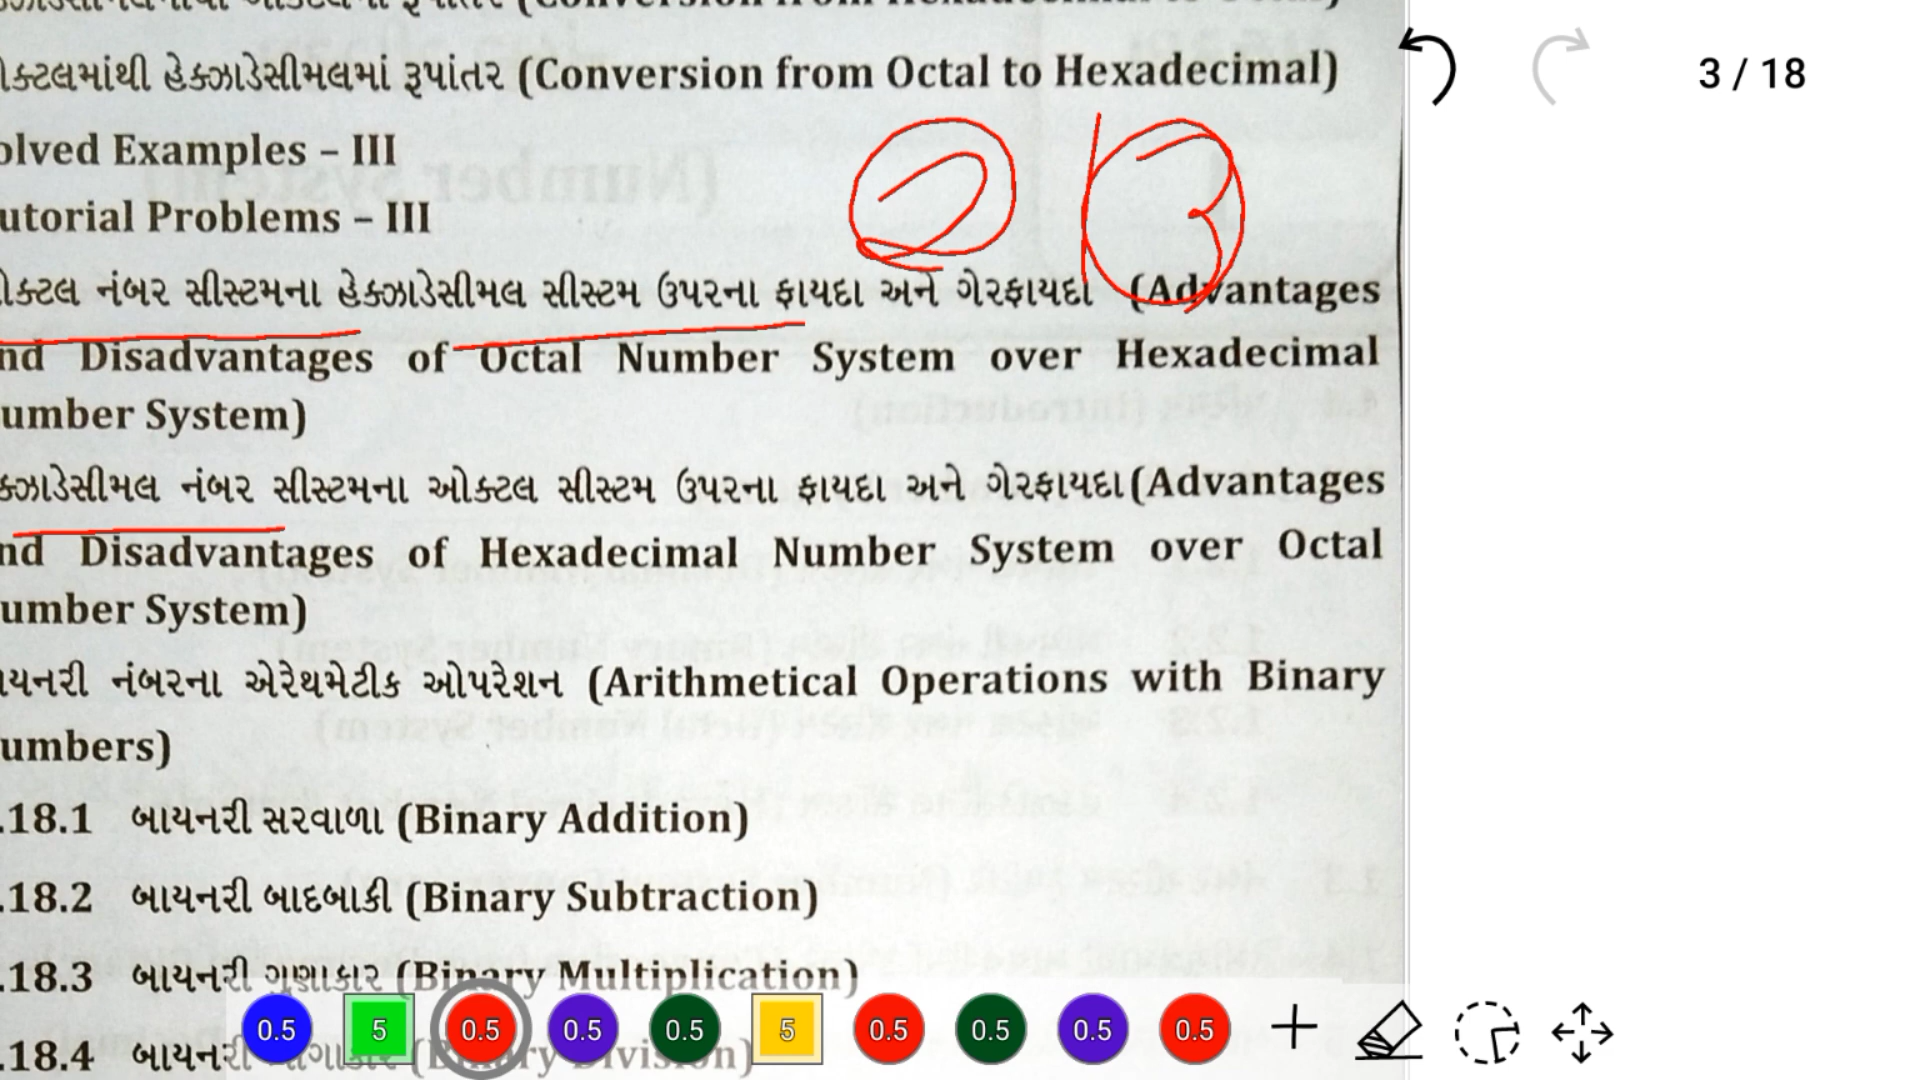 ક્ટલમાંથી હેક્ઝાડેસીમલમાં રૂપાંતર (Conversion from Octal to Hexadecimal)
3 / 18
2 3
olved Examples – III
utorial Problems – III
ક્ટલ નંબર સીસ્ટમના હેક્ઝાડેસીમલ સીસ્ટમ ઉપરના ફાયદા અને ગેરફાયદા (Advantages
nd Disadvantages of Octal Number System over Hexadecimal
umber System)
ક્ઝાડેસીમલ નંબર સીસ્ટમના ઓક્ટલ સીસ્ટમ ઉપરના ફાયદા અને ગેરફાયદા(Advantages
nd Disadvantages of Hexadecimal Number System over Octal
umber System)
યનરી નંબરના એરેથમેટીક ઓપરેશન (Arithmetical Operations with Binary
umbers)
.18.1 બાયનરી સરવાળા (Binary Addition)
.18.2 બાયનરી બાદબાકી (Binary Subtraction)
.18.3 બાયનરી ગુણાકાર (Binary Multiplication)
.18.4 બાયનરી ભાગાકાર (Binary Division)
0.5 5 0.5 0.5 0.5 5 0.5 0.5 0.5 0.5